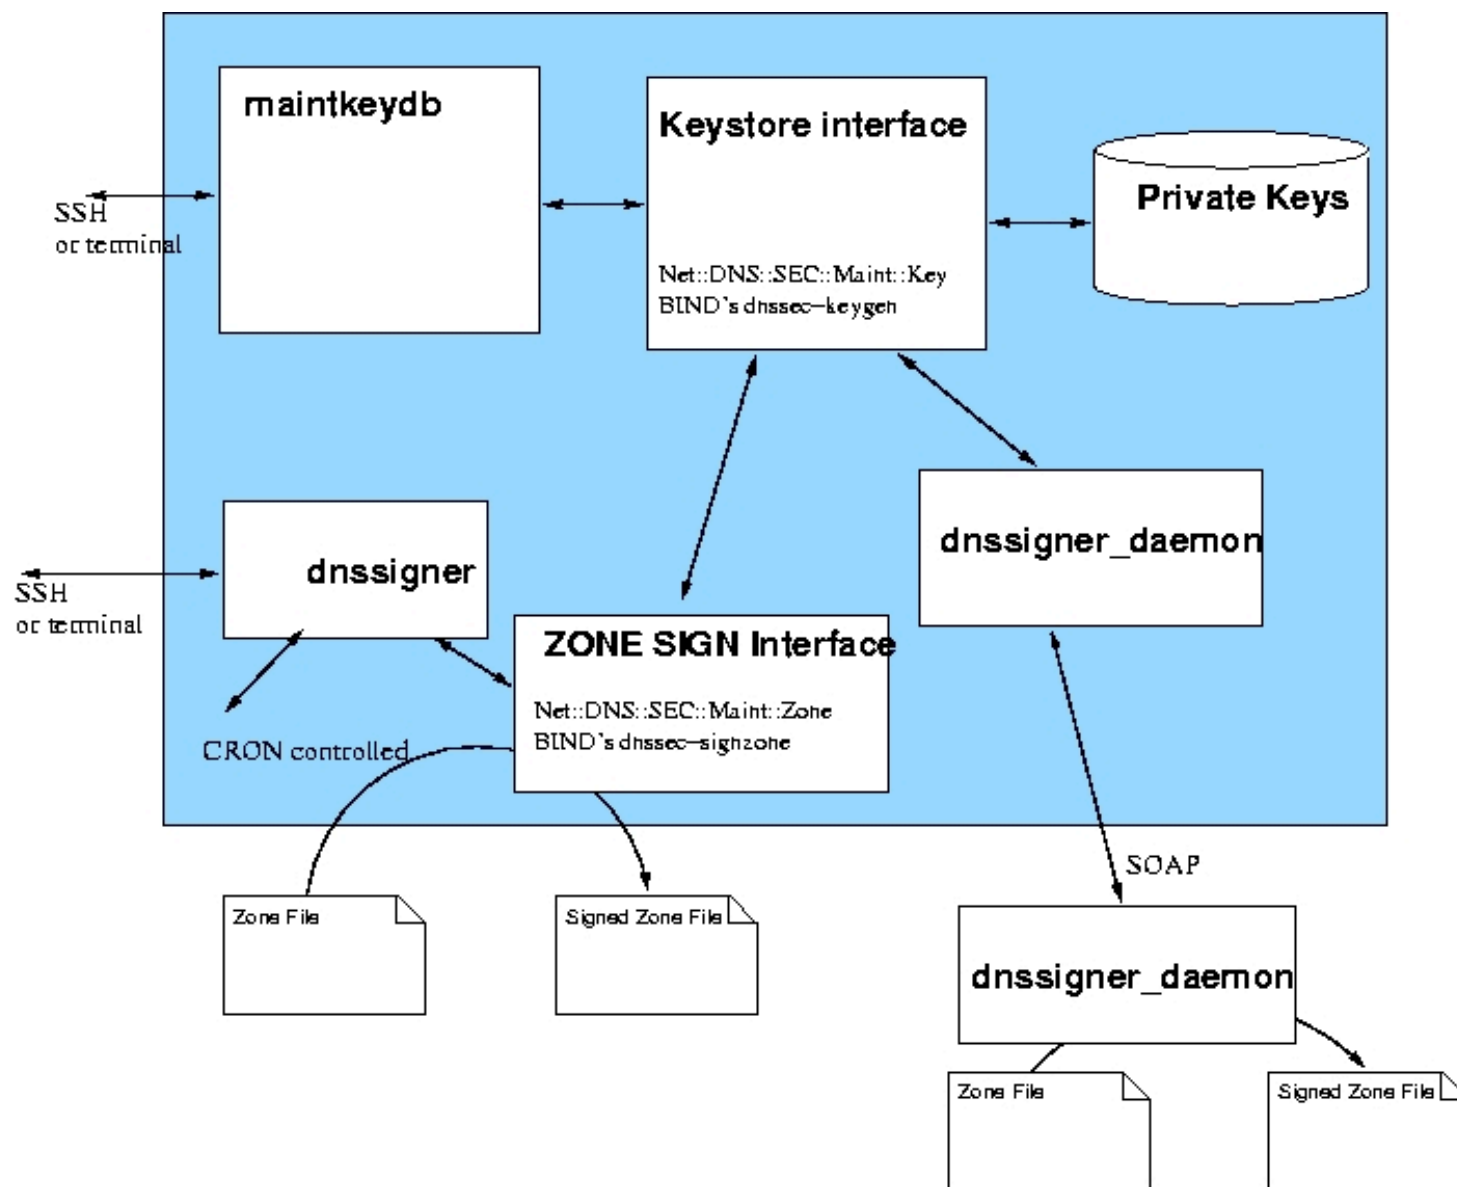 maintkeydb
Keystore interface
Private Keys
SSH
or terminal
Net::DNS::SEC::Maint::Key
BIND's dnssec-keygen
dnssigner_daemon
dnssigner
SSH
or terminal
ZONE SIGN Interface
Net::DNS::SEC::Maint::Zone
BIND's dnssec-signzone
CRON controlled
SOAP
Zone File
Signed Zone File
dnssigner_daemon
Zone File
Signed Zone File